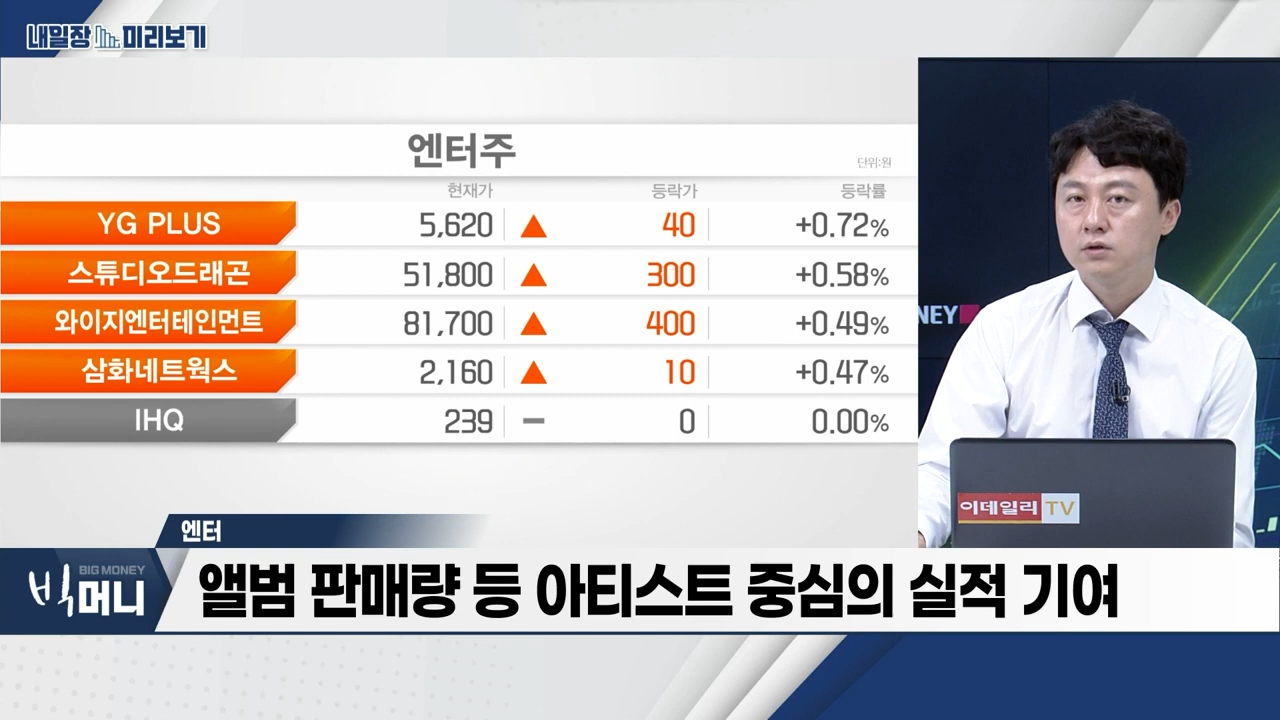 내일장 미리보기
엔터주
단위:원
현재가 등락가 등락률
YG PLUS 5,620 ▲ 40 +0.72%
스튜디오드래곤 51,800 ▲ 300 +0.58%
와이지엔터테인먼트 81,700 ▲ 400 +0.49%
삼화네트웍스 2,160 ▲ 10 +0.47%
IHQ 239 － 0 0.00%
NEY
이데일리 TV
엔터
BIG MONEY
빅머니
앨범 판매량 등 아티스트 중심의 실적 기여